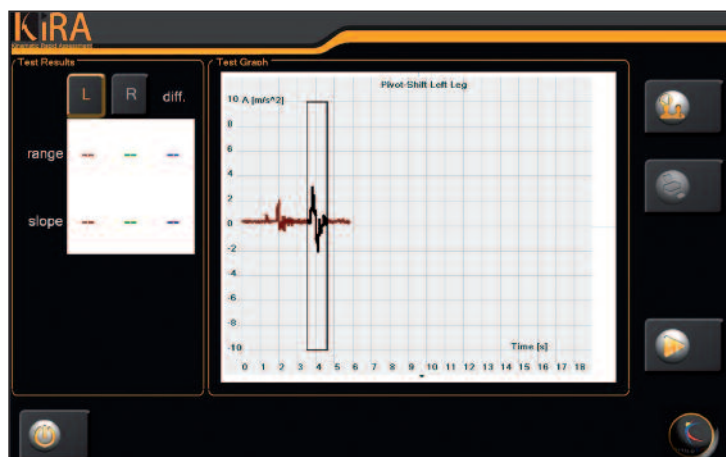 KiRA
Kinematic Rapid Assessment
Test Results
L R diff.
range -- -- --
slope -- -- --
Test Graph
Pivot-Shift Left Leg
10 A [m/s^2]
8
6
4
2
0
-2
-4
-6
-8
-10
Time [s]
0 1 2 3 4 5 6 7 8 9 10 11 12 13 14 15 16 17 18